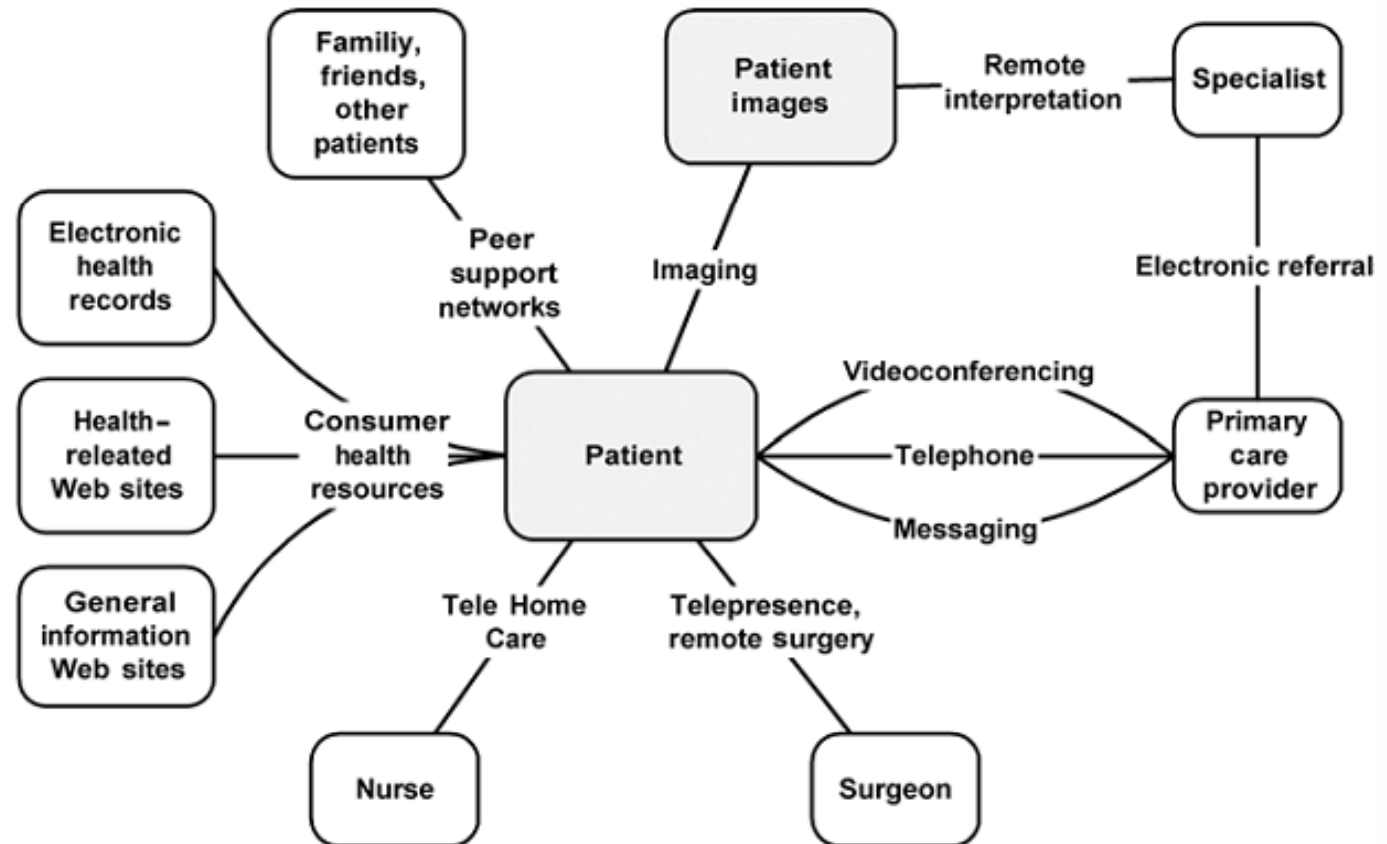 Familiy,
friends,
other
patients
Patient
images
Remote
interpretation
Specialist
Electronic
health
records
Peer
support
networks
Imaging
Electronic referral
Health-
releated
Web sites
Consumer
health
resources
Patient
Videoconferencing
Telephone
Messaging
Primary
care
provider
General
information
Web sites
Tele Home
Care
Telepresence,
remote surgery
Nurse
Surgeon